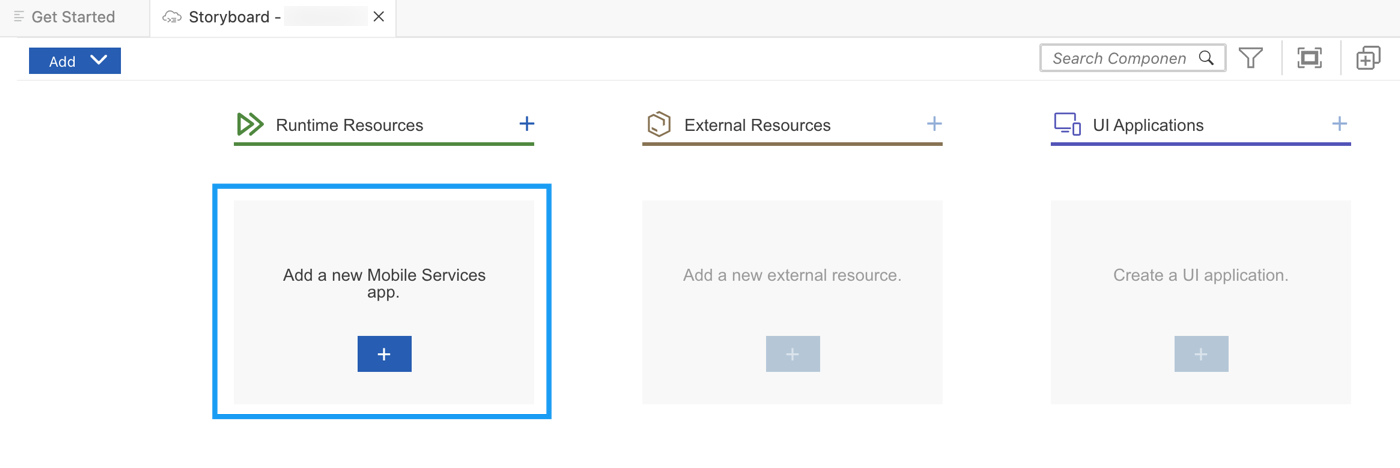 Get Started
Storyboard -
Add
Search Componen
Runtime Resources
External Resources
UI Applications
Add a new Mobile Services
app.
Add a new external resource.
Create a UI application.